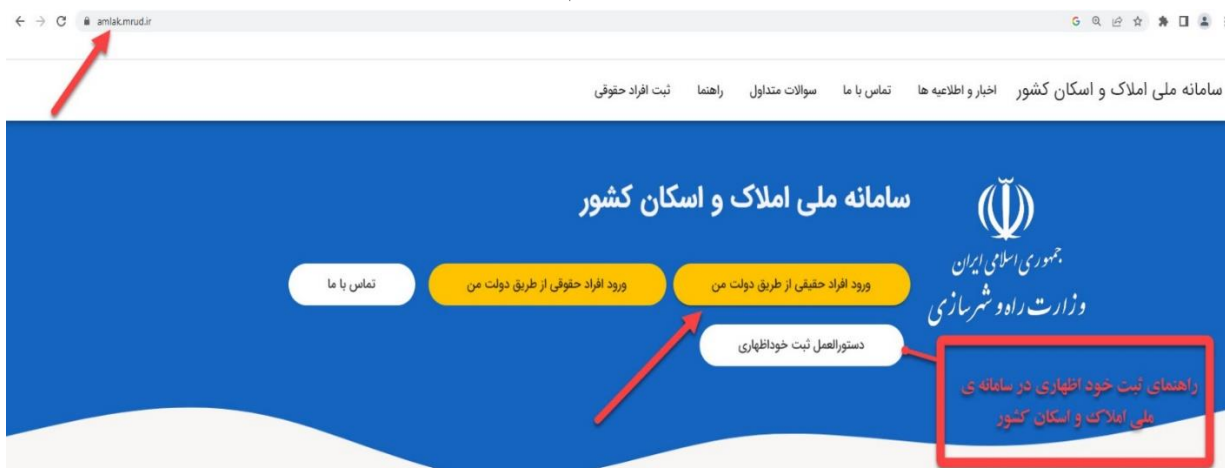 amlak.mrud.ir
سامانه ملی املاک و اسکان کشور اخبار و اطلاعیه ها تماس با ما سوالات متداول راهنما ثبت افراد حقوقی
سامانه ملی املاک و اسکان کشور
جمهوری اسلامی ایران
وزارت راه و شهرسازی
ورود افراد حقیقی از طریق دولت من ورود افراد حقوقی از طریق دولت من تماس با ما
دستورالعمل ثبت خوداظهاری
راهنمای ثبت خود اظهاری در سامانه ی
ملی املاک و اسکان کشور